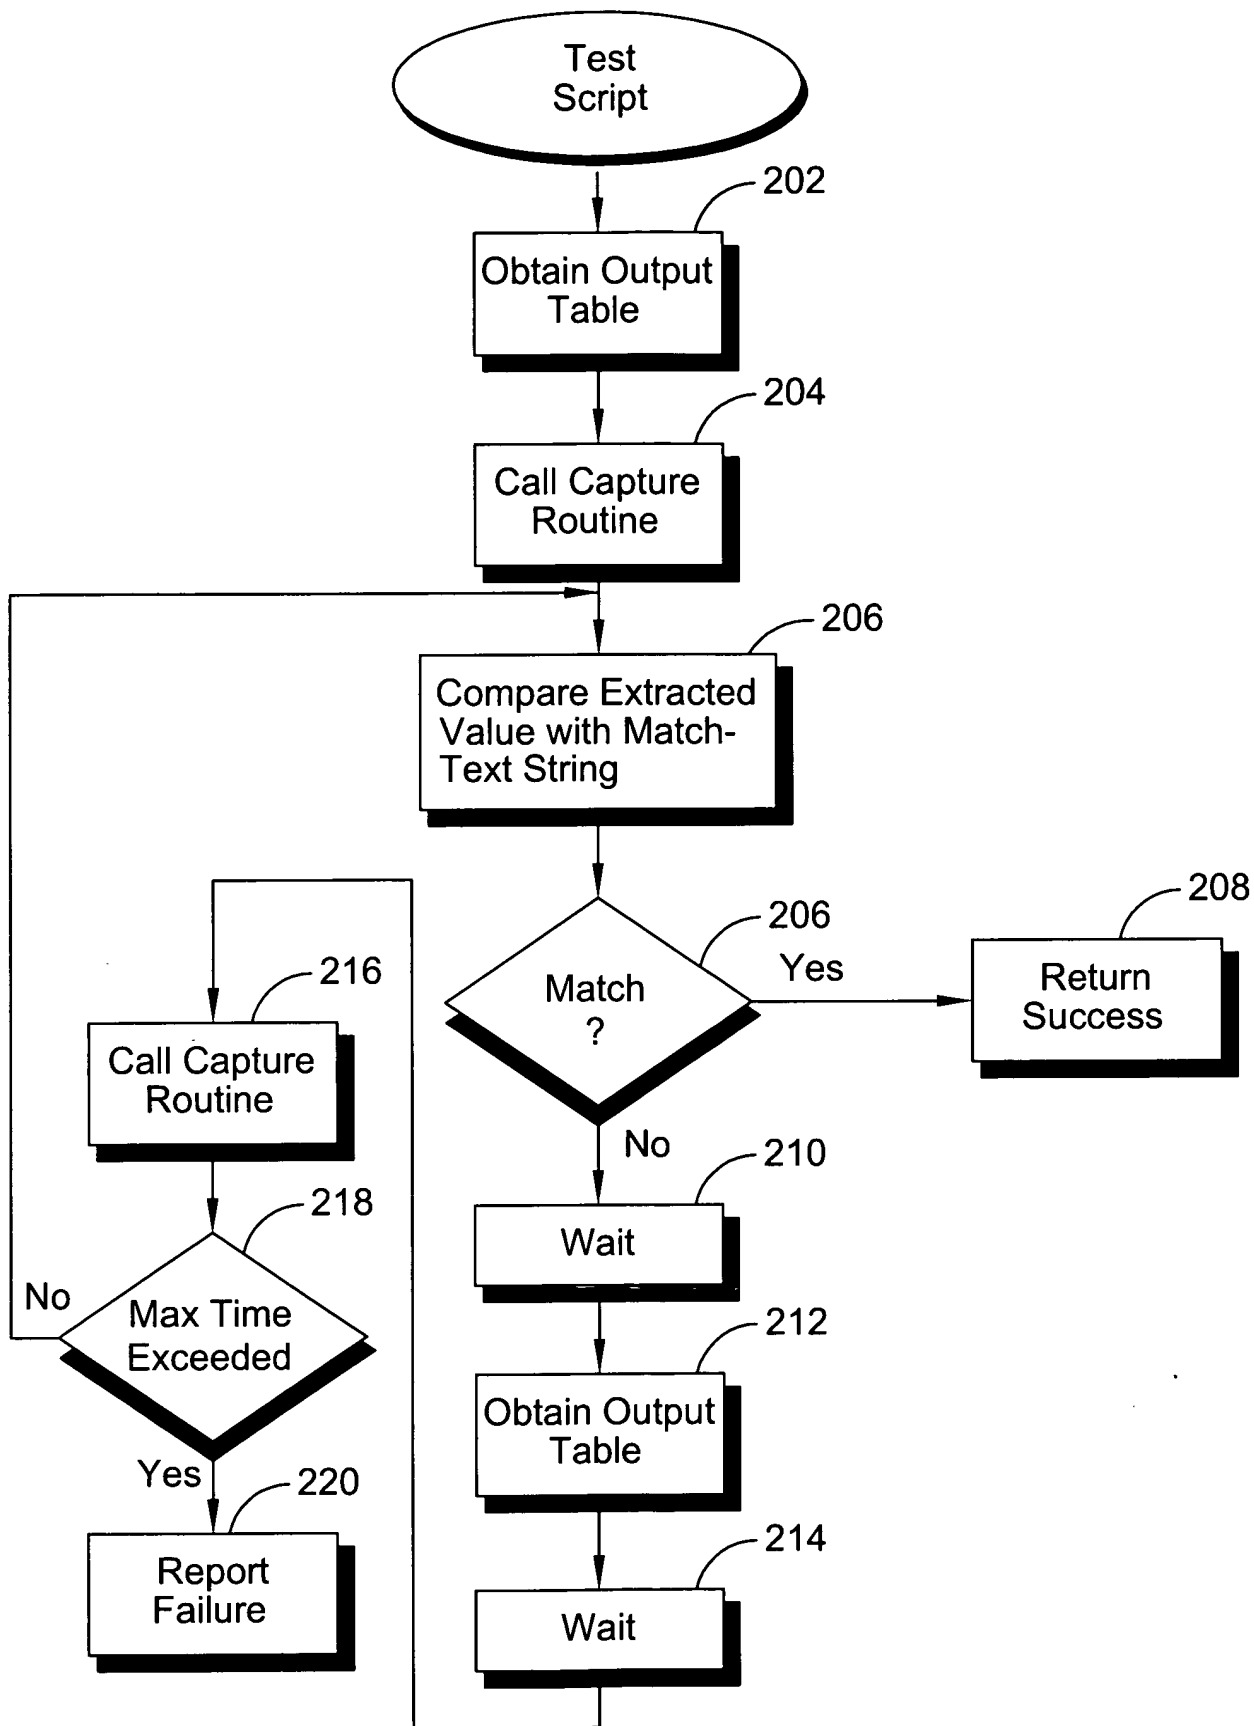 Test
Script
202
Obtain Output
Table
204
Call Capture
Routine
206
Compare Extracted
Value with Match-
Text String
206
Match
?
Yes
208
Return
Success
No
210
Wait
212
Obtain Output
Table
214
Wait
216
Call Capture
Routine
218
Max Time
Exceeded
No
Yes
220
Report
Failure